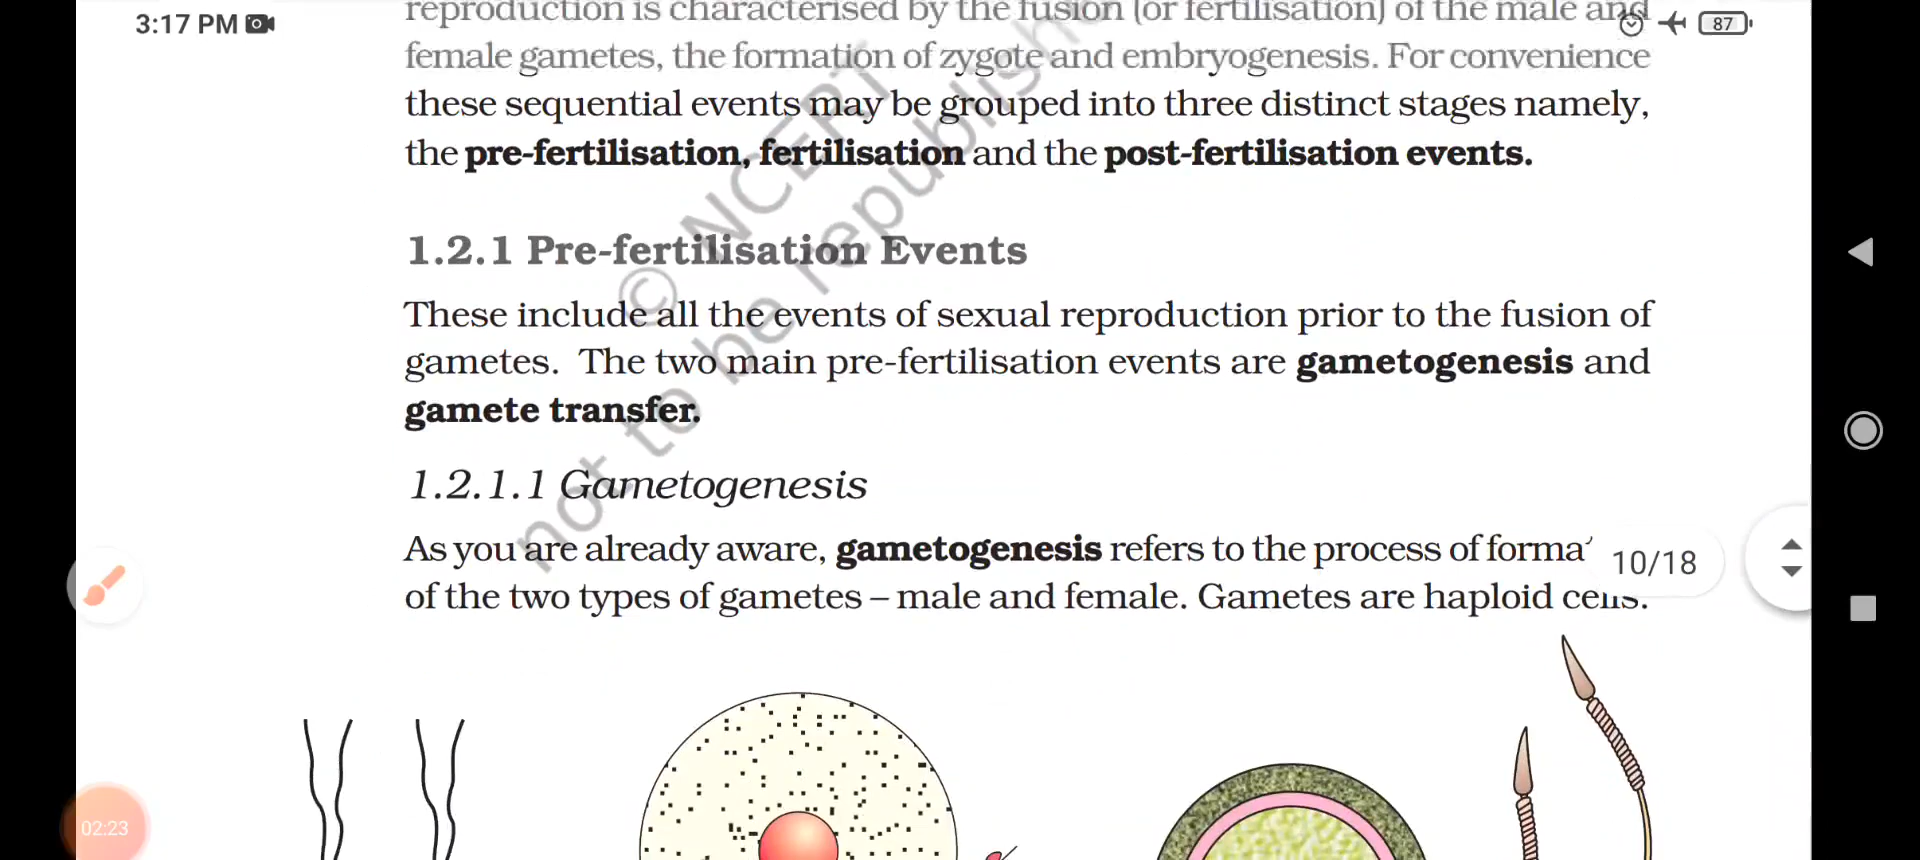 3:17 PM
87
reproduction is characterised by the fusion (or fertilisation) of the male and
female gametes, the formation of zygote and embryogenesis. For convenience
these sequential events may be grouped into three distinct stages namely,
the pre-fertilisation, fertilisation and the post-fertilisation events.
1.2.1 Pre-fertilisation Events
These include all the events of sexual reproduction prior to the fusion of
gametes. The two main pre-fertilisation events are gametogenesis and
gamete transfer.
1.2.1.1 Gametogenesis
As you are already aware, gametogenesis refers to the process of
of the two types of gametes – male and female. Gametes are haploid cells.
10/18
© NCERT
not to be republished
02:23